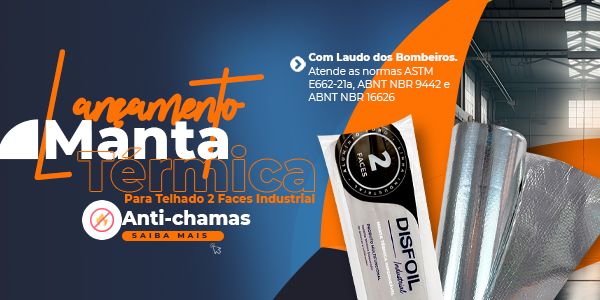 Lançamento
Manta
Térmica
Para Telhado 2 Faces Industrial
Anti-chamas
SAIBA MAIS
Com Laudo dos Bombeiros.
Atende as normas ASTM
E662-21a, ABNT NBR 9442 e
ABNT NBR 16626
2
FACES
DISFOIL
Industrial